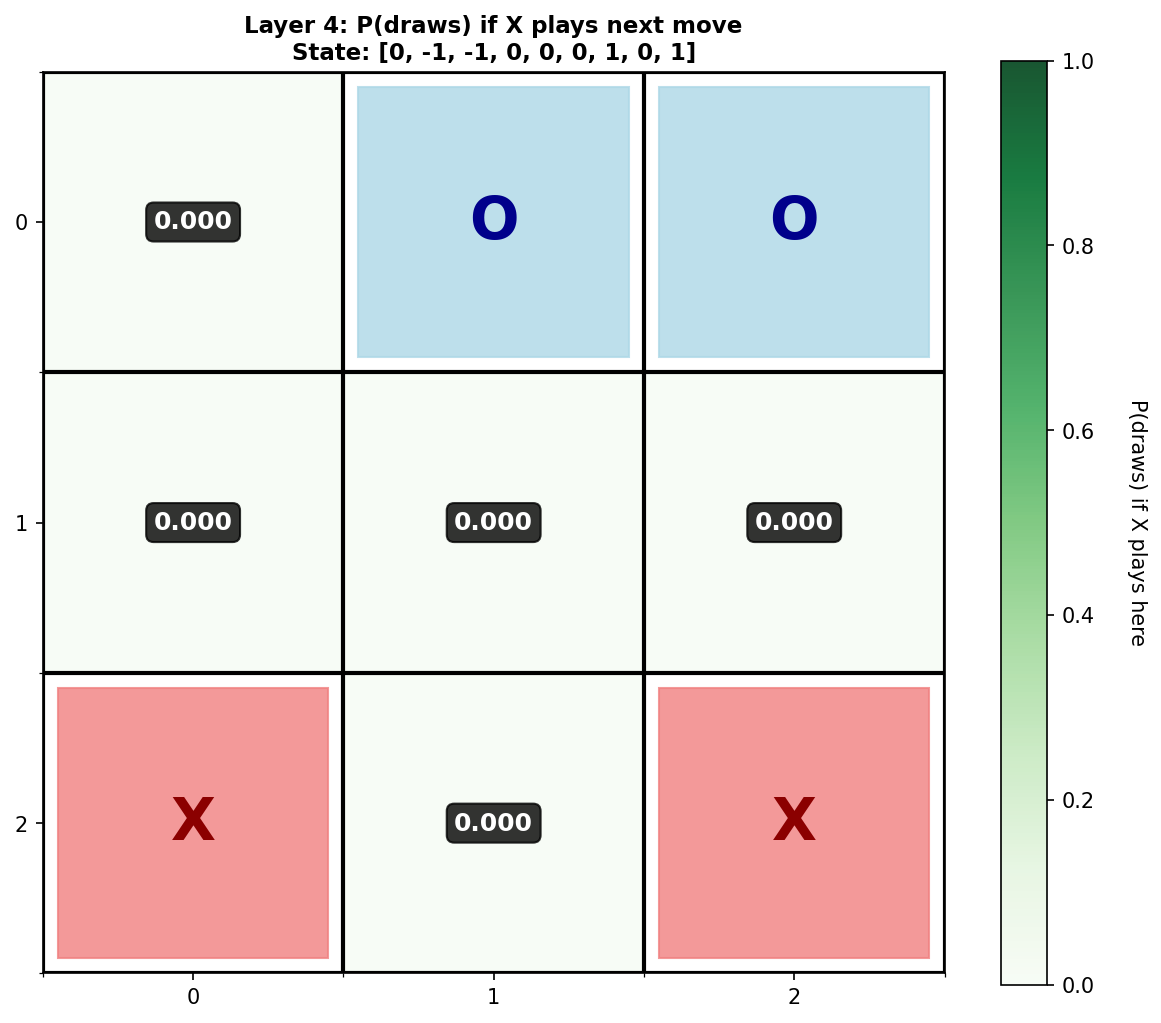 Layer 4: P(draws) if X plays next move
State: [0, -1, -1, 0, 0, 0, 1, 0, 1]
0
0.000
O
O
1
0.000
0.000
0.000
2
X
0.000
X
0
1
2
1.0
0.8
0.6
0.4
0.2
0.0
P(draws) if X plays here